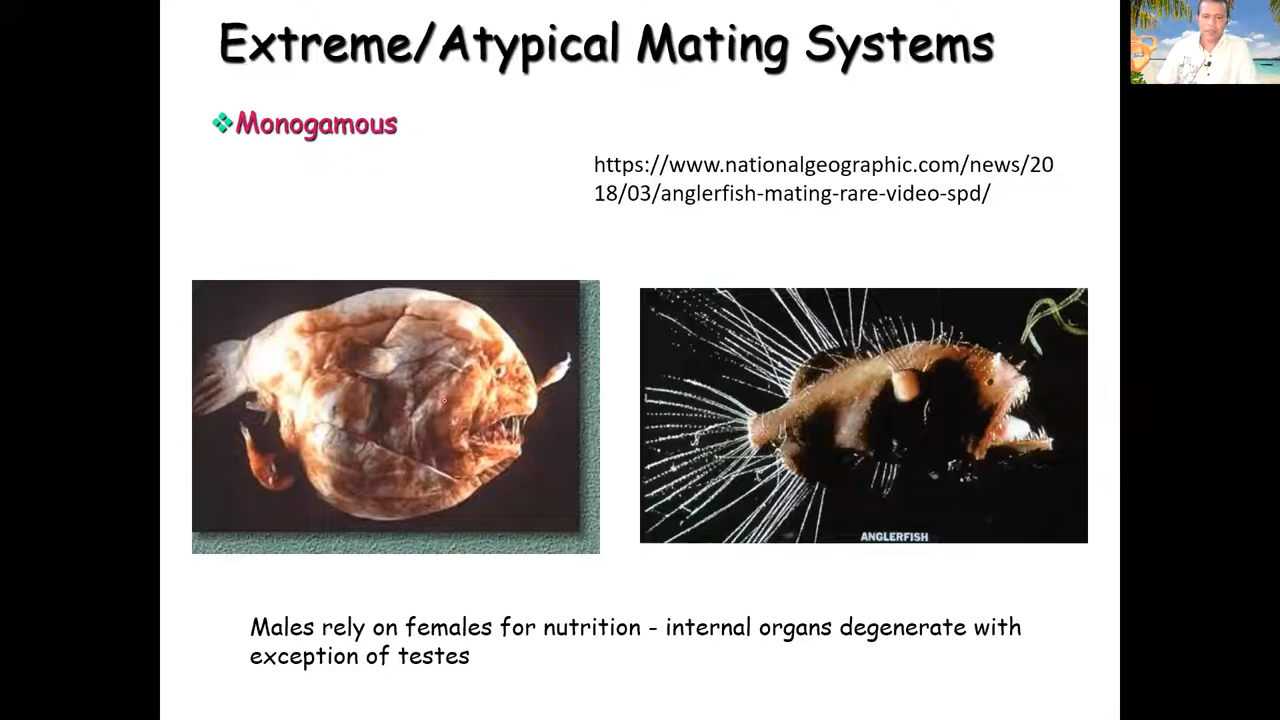 Extreme/Atypical Mating Systems
Monogamous
https://www.nationalgeographic.com/news/20
18/03/anglerfish-mating-rare-video-spd/
ANGLERFISH
Males rely on females for nutrition - internal organs degenerate with
exception of testes